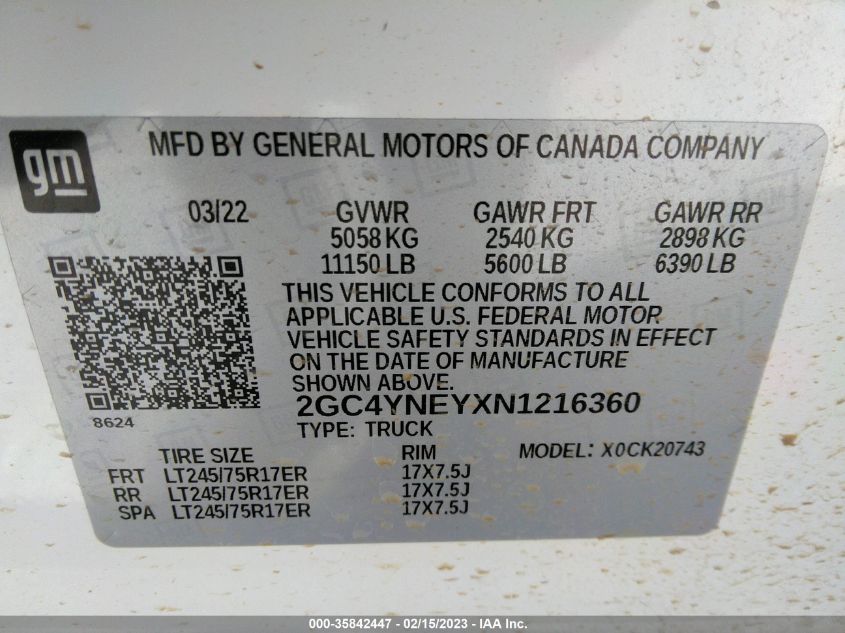 gm
MFD BY GENERAL MOTORS OF CANADA COMPANY
03/22 GVWR GAWR FRT GAWR RR
5058 KG 2540 KG 2898 KG
11150 LB 5600 LB 6390 LB
THIS VEHICLE CONFORMS TO ALL
APPLICABLE U.S. FEDERAL MOTOR
VEHICLE SAFETY STANDARDS IN EFFECT
ON THE DATE OF MANUFACTURE
SHOWN ABOVE.
2GC4YNEYXN1216360
8624
TYPE: TRUCK
TIRE SIZE RIM MODEL: X0CK20743
FRT LT245/75R17ER 17X7.5J
RR LT245/75R17ER 17X7.5J
SPA LT245/75R17ER 17X7.5J
000-35842447 - 02/15/2023 - IAA Inc.